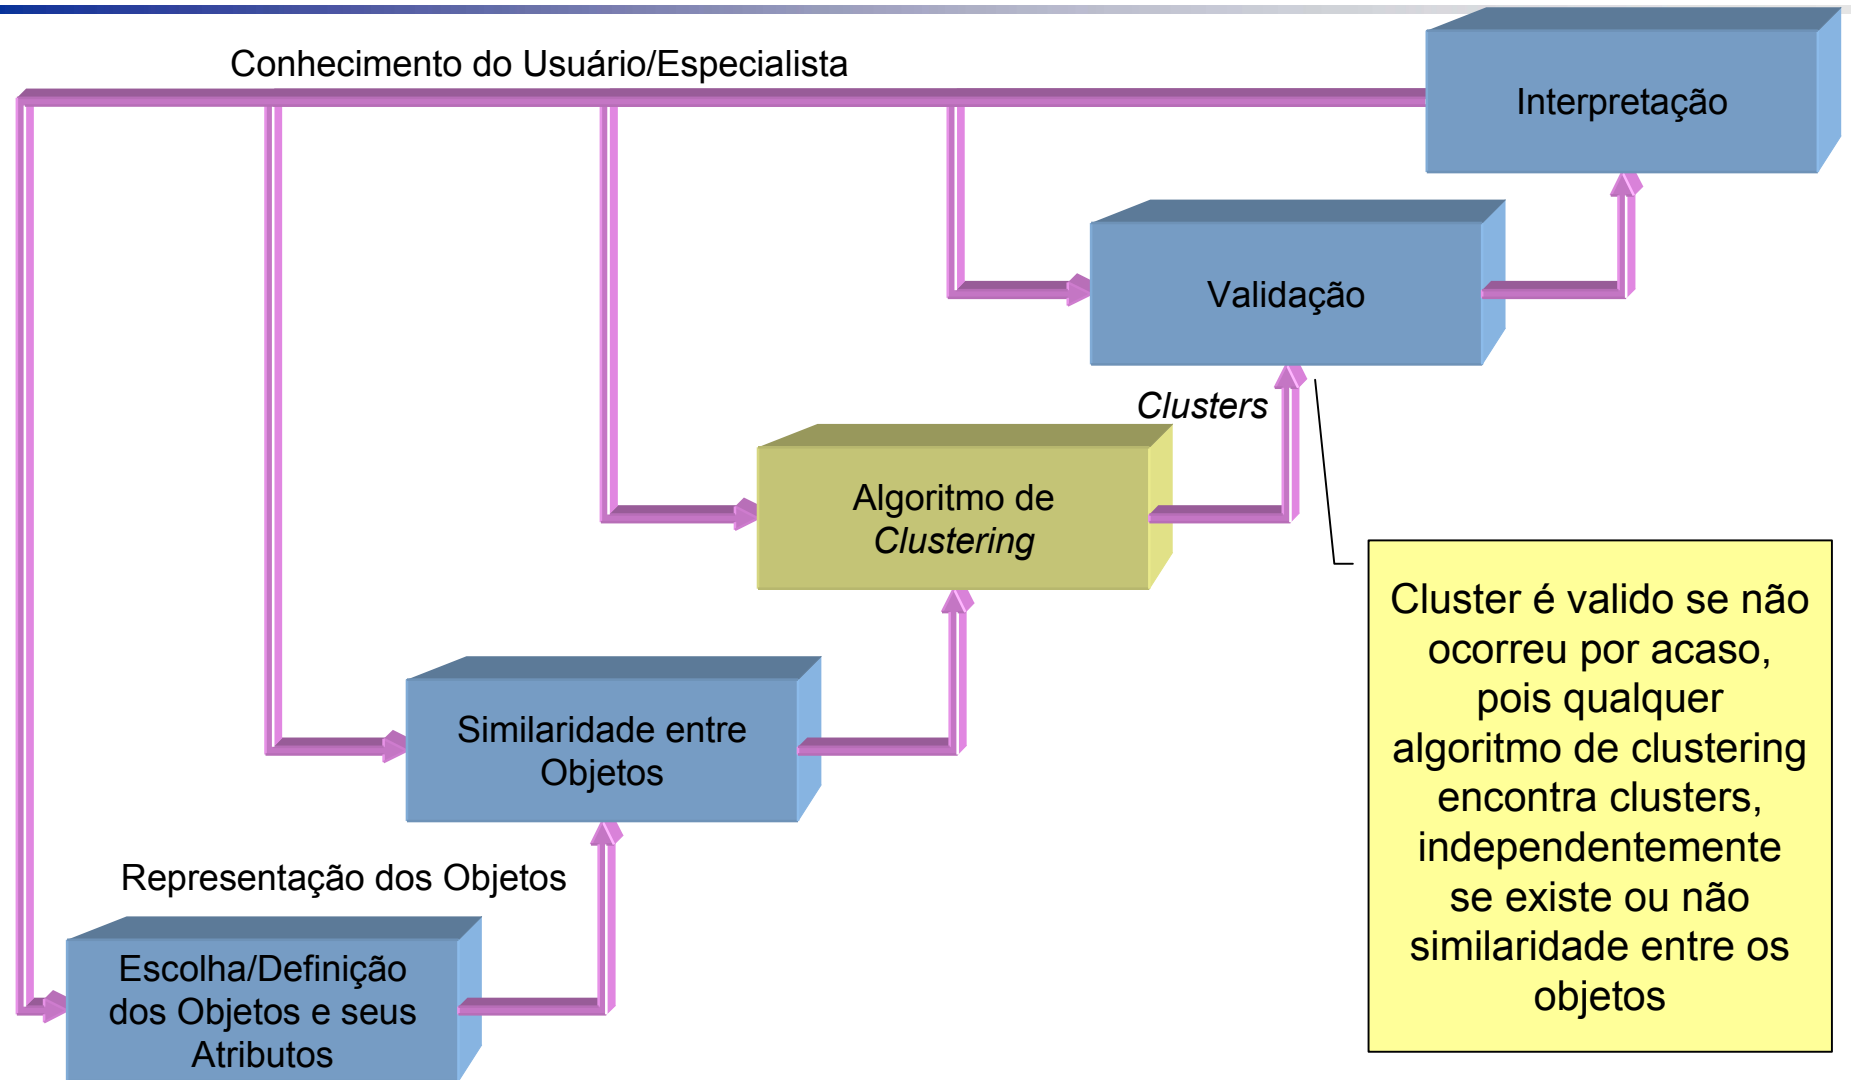 Conhecimento do Usuário/Especialista
Interpretação
Validação
Clusters
Algoritmo de
Clustering
Similaridade entre
Objetos
Representação dos Objetos
Escolha/Definição
dos Objetos e seus
Atributos
Cluster é valido se não
ocorreu por acaso,
pois qualquer
algoritmo de clustering
encontra clusters,
independentemente
se existe ou não
similaridade entre os
objetos